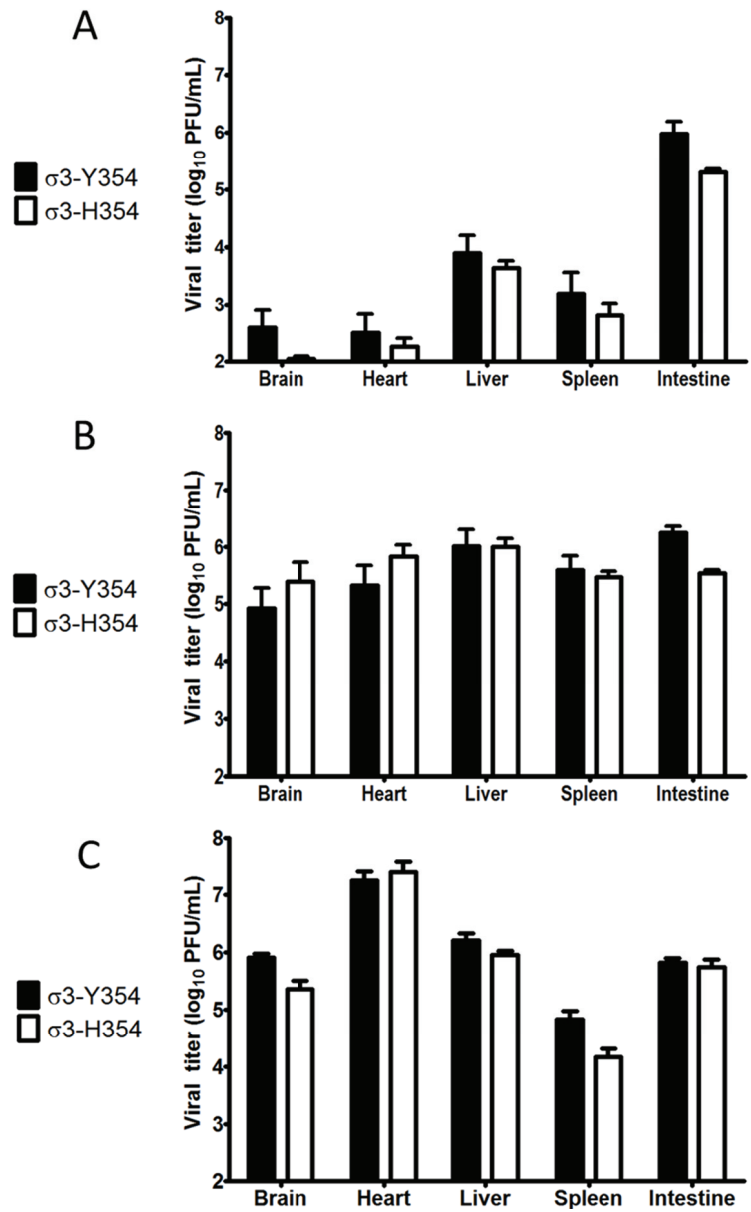 A
σ3-Y354
σ3-H354
Viral titer (log10 PFU/mL)
8
7
6
5
4
3
2
Brain Heart Liver Spleen Intestine
B
σ3-Y354
σ3-H354
Viral titer (log10 PFU/mL)
8
7
6
5
4
3
2
Brain Heart Liver Spleen Intestine
C
σ3-Y354
σ3-H354
Viral titer (log10 PFU/mL)
8
7
6
5
4
3
2
Brain Heart Liver Spleen Intestine